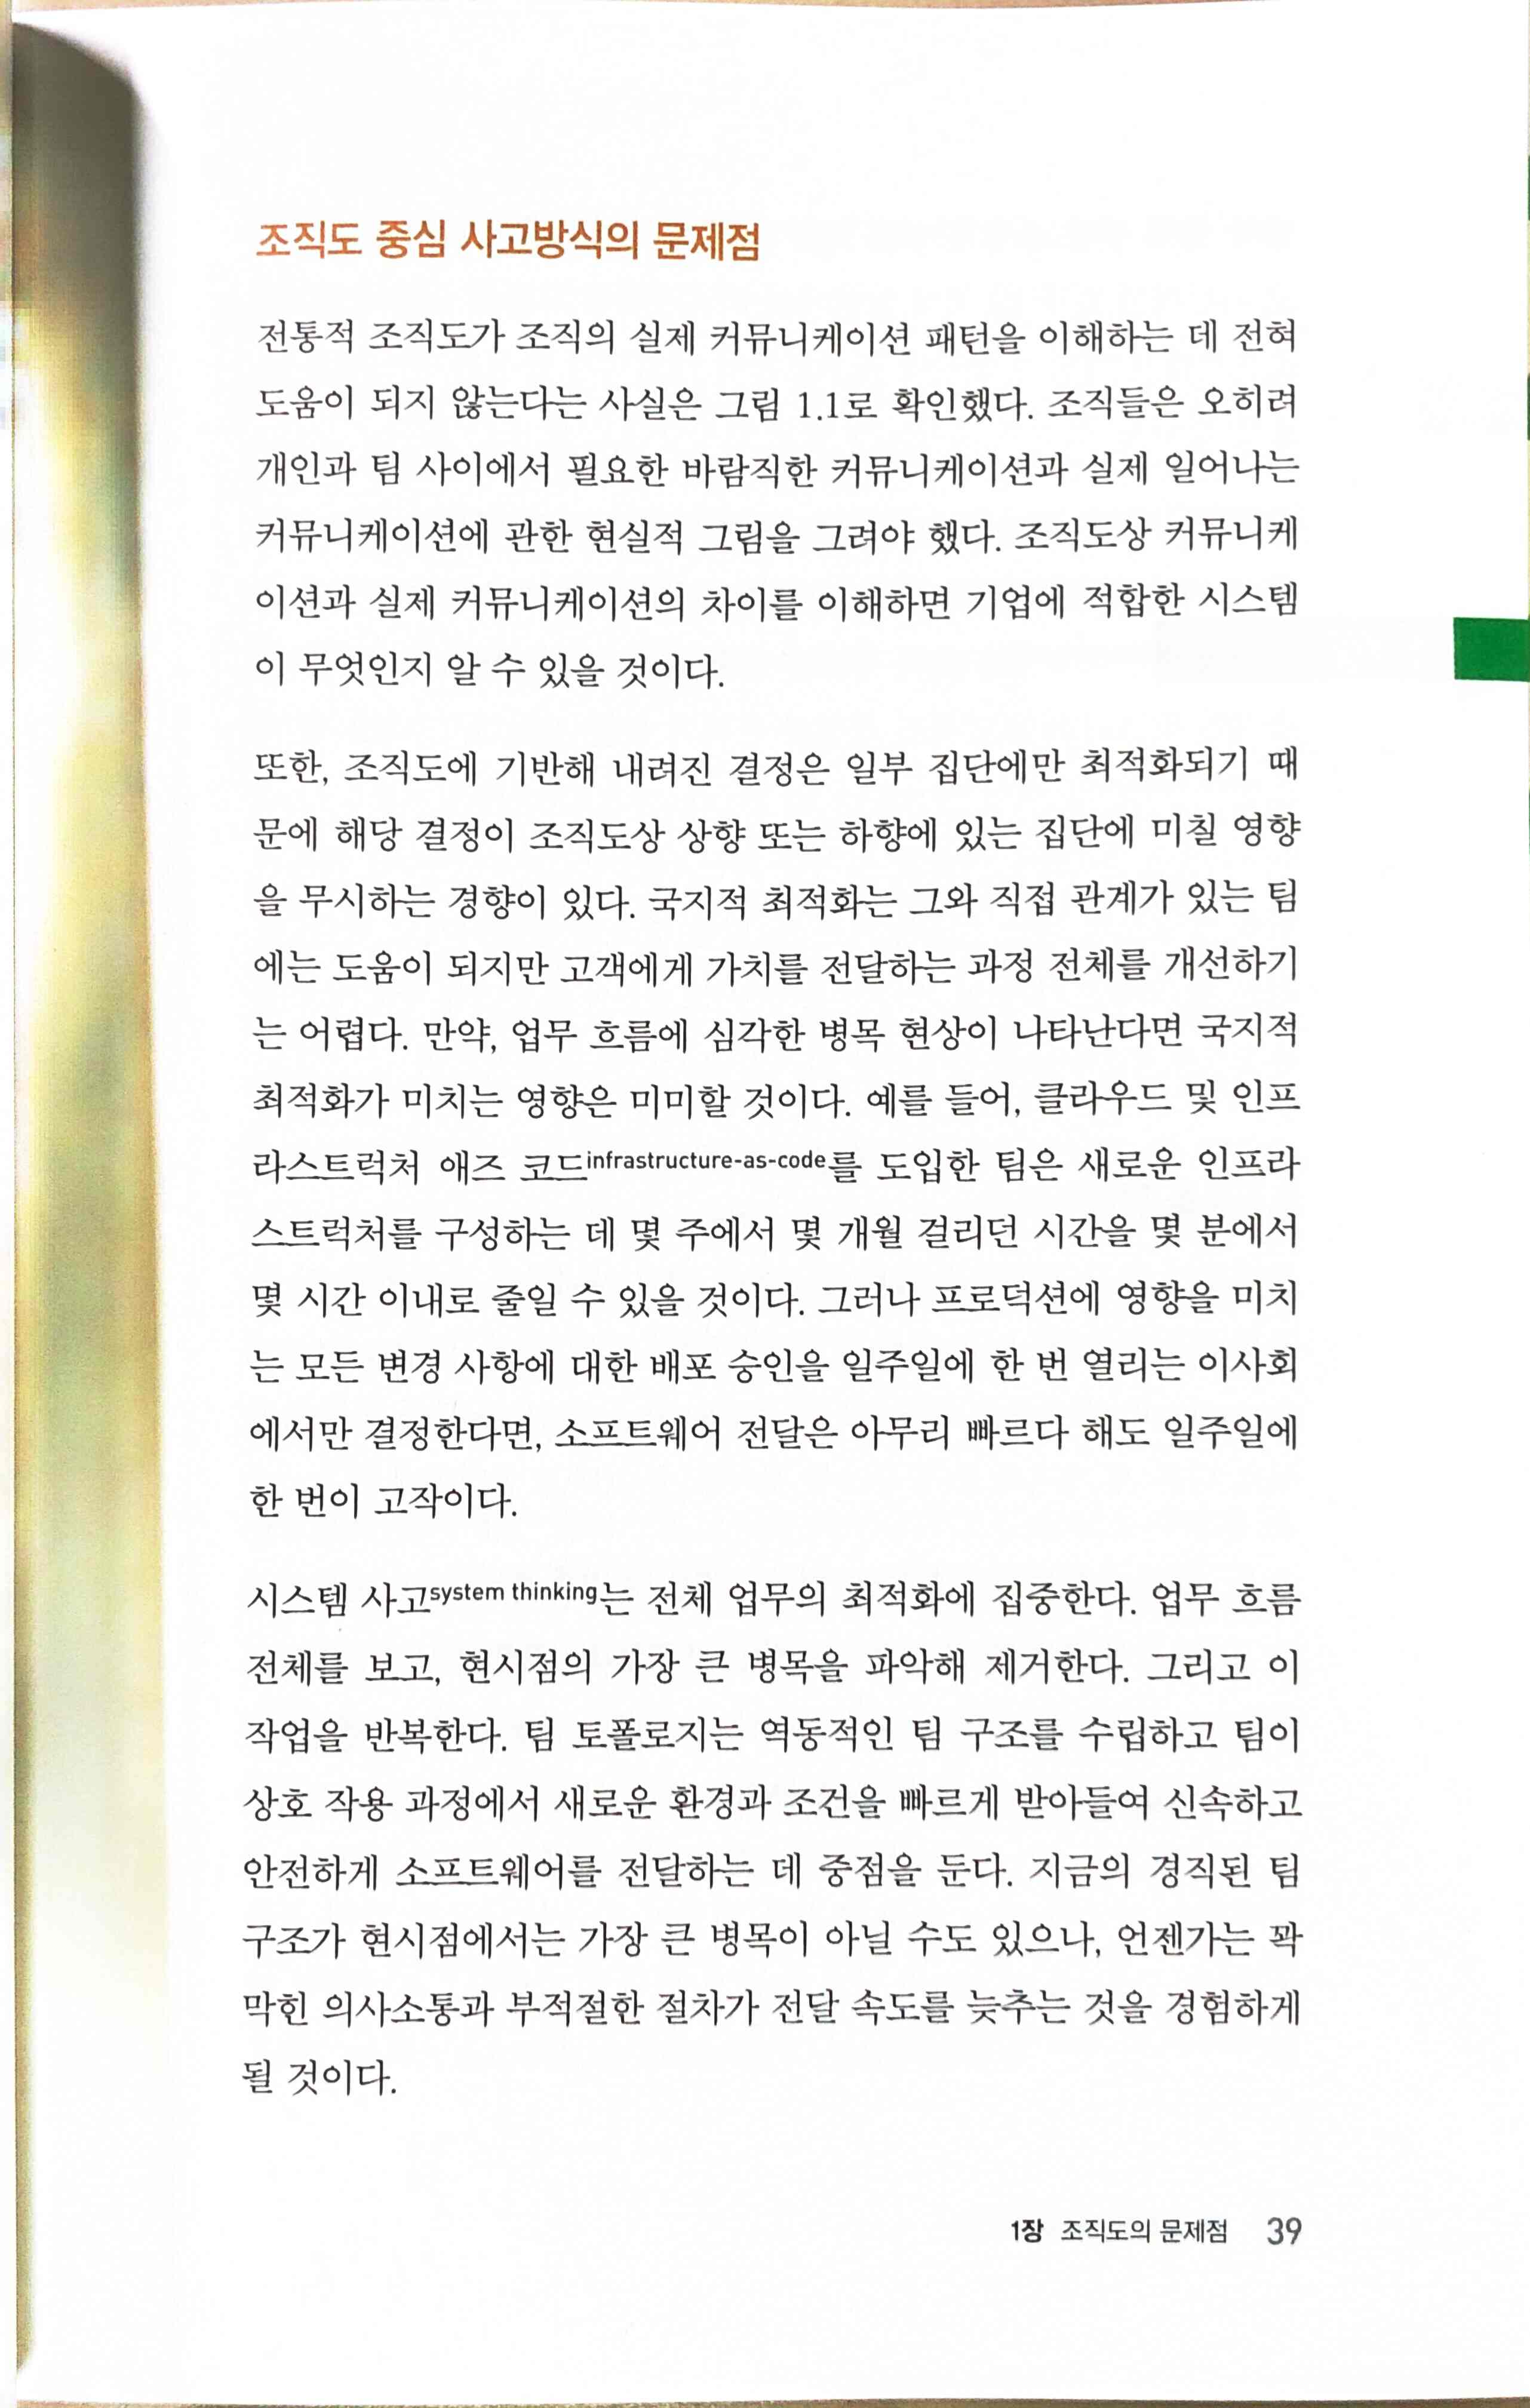 조직도 중심 사고방식의 문제점
전통적 조직도가 조직의 실제 커뮤니케이션 패턴을 이해하는 데 전혀
도움이 되지 않는다는 사실은 그림 1.1로 확인했다. 조직들은 오히려
개인과 팀 사이에서 필요한 바람직한 커뮤니케이션과 실제 일어나는
커뮤니케이션에 관한 현실적 그림을 그려야 했다. 조직도상 커뮤니케
이션과 실제 커뮤니케이션의 차이를 이해하면 기업에 적합한 시스템
이 무엇인지 알 수 있을 것이다.
또한, 조직도에 기반해 내려진 결정은 일부 집단에만 최적화되기 때
문에 해당 결정이 조직도상 상향 또는 하향에 있는 집단에 미칠 영향
을 무시하는 경향이 있다. 국지적 최적화는 그와 직접 관계가 있는 팀
에는 도움이 되지만 고객에게 가치를 전달하는 과정 전체를 개선하기
는 어렵다. 만약, 업무 흐름에 심각한 병목 현상이 나타난다면 국지적
최적화가 미치는 영향은 미미할 것이다. 예를 들어, 클라우드 및 인프
라스트럭처 애즈 코드infrastructure-as-code를 도입한 팀은 새로운 인프라
스트럭처를 구성하는 데 몇 주에서 몇 개월 걸리던 시간을 몇 분에서
몇 시간 이내로 줄일 수 있을 것이다. 그러나 프로덕션에 영향을 미치
는 모든 변경 사항에 대한 배포 승인을 일주일에 한 번 열리는 이사회
에서만 결정한다면, 소프트웨어 전달은 아무리 빠르다 해도 일주일에
한 번이 고작이다.
시스템 사고system thinking는 전체 업무의 최적화에 집중한다. 업무 흐름
전체를 보고, 현시점의 가장 큰 병목을 파악해 제거한다. 그리고 이
작업을 반복한다. 팀 토폴로지는 역동적인 팀 구조를 수립하고 팀이
상호 작용 과정에서 새로운 환경과 조건을 빠르게 받아들여 신속하고
안전하게 소프트웨어를 전달하는 데 중점을 둔다. 지금의 경직된 팀
구조가 현시점에서는 가장 큰 병목이 아닐 수도 있으나, 언젠가는 꽉
막힌 의사소통과 부적절한 절차가 전달 속도를 늦추는 것을 경험하게
될 것이다.
1장 조직도의 문제점 39